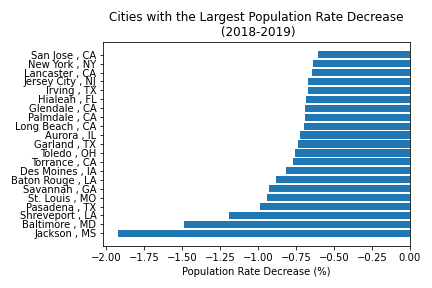 Cities with the Largest Population Rate Decrease
(2018-2019)
San Jose , CA
New York , NY
Lancaster , CA
Jersey City , NJ
Irving , TX
Hialeah , FL
Glendale , CA
Palmdale , CA
Long Beach , CA
Aurora , IL
Garland , TX
Toledo , OH
Torrance , CA
Des Moines , IA
Baton Rouge , LA
Savannah , GA
St. Louis , MO
Pasadena , TX
Shreveport , LA
Baltimore , MD
Jackson , MS
−2.00 −1.75 −1.50 −1.25 −1.00 −0.75 −0.50 −0.25 0.00
Population Rate Decrease (%)